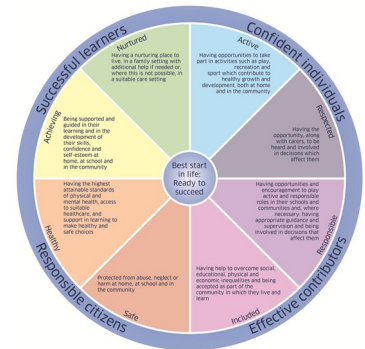 Successful learners
Confident individuals
Nurtured
Having a nurturing place to
live, in a family setting
with additional help if needed or,
where this is not possible, in
a suitable care setting
Active
Having opportunities to take
part in activities such as play,
recreation and
sport which contribute to
healthy growth and
development, both at home
and in the community
Achieving
Being supported and
guided in their
learning and in the
development of
their skills,
confidence and
self-esteem at
home, at school and
in the community
Respected
Having the
opportunity, along
with carers, to be
heard and involved
in decisions which
affect them
Best start
in life:
Ready to
succeed
Healthy
Having the highest
attainable standards
of physical and
mental health, access
to suitable
healthcare, and
support in learning to
make healthy and
safe choices
Responsible
Having opportunities and
encouragement to play
active and responsible
roles in their schools and
communities and, where
necessary, having
appropriate guidance and
supervision and being
involved in decisions that
affect them
Safe
Protected from abuse, neglect or
harm at home, at school and in
the community
Included
Having help to overcome social,
educational, physical and
economic inequalities and being
accepted as part of the
community in which they live and
learn
Responsible citizens
Effective contributors